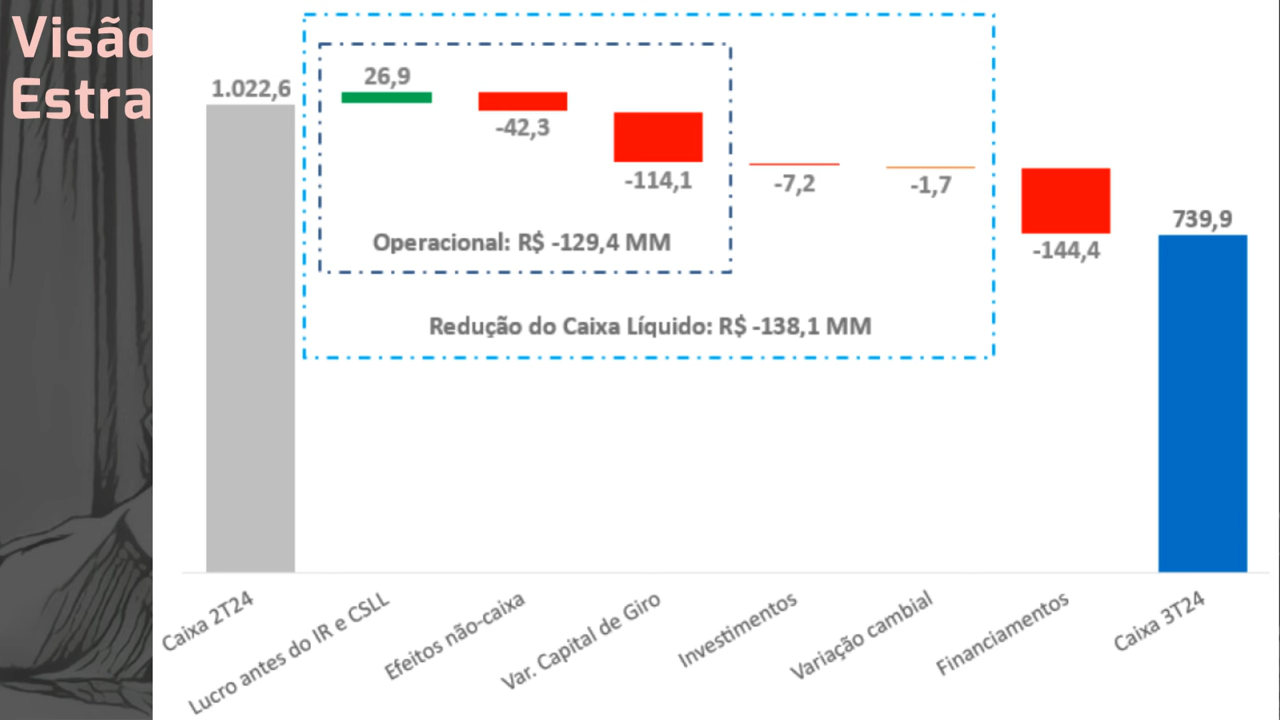 Visão
Estra
1.022,6
26,9
-42,3
-114,1
-7,2
-1,7
-144,4
739,9
Operacional: R$ -129,4 MM
Redução do Caixa Líquido: R$ -138,1 MM
Caixa 2T24
Lucro antes do IR e CSLL
Efeitos não-caixa
Var. Capital de Giro
Investimentos
Variação cambial
Financiamentos
Caixa 3T24